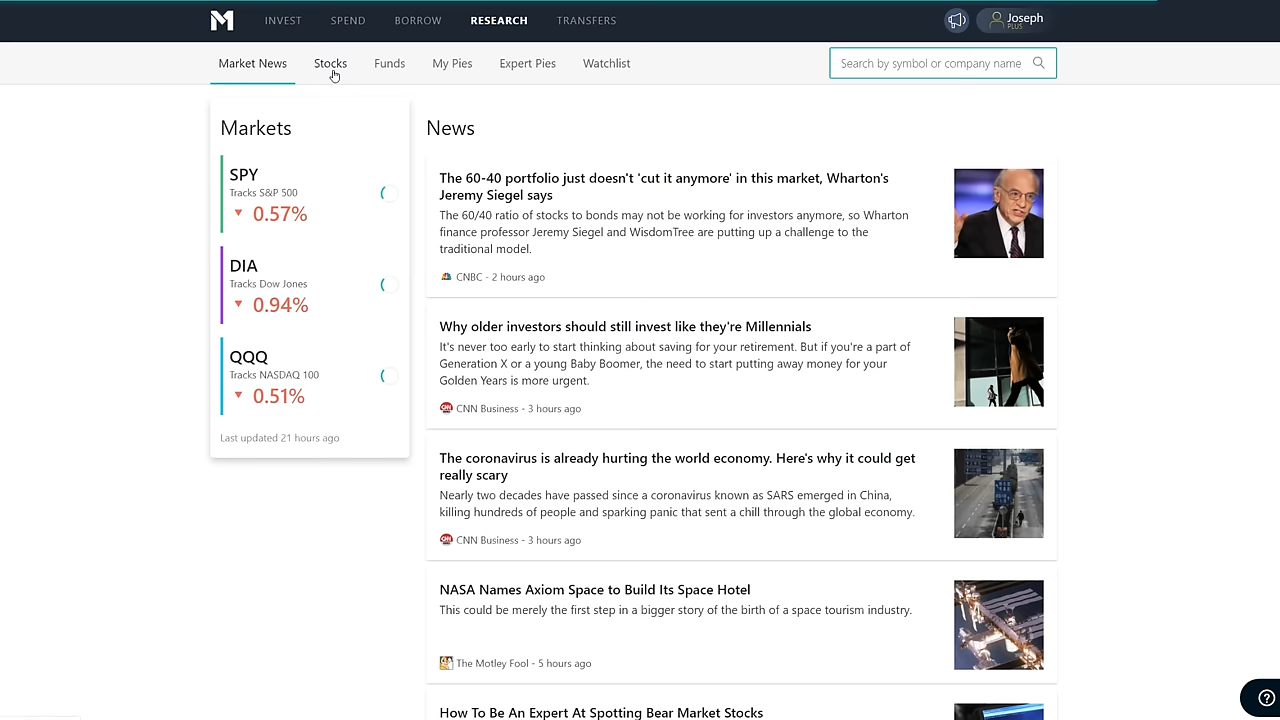 INVEST SPEND BORROW RESEARCH TRANSFERS
Joseph
PLUS
Market News Stocks Funds My Pies Expert Pies Watchlist
Search by symbol or company name
Markets
SPY
Tracks S&P 500
0.57%
DIA
Tracks Dow Jones
0.94%
QQQ
Tracks NASDAQ 100
0.51%
Last updated 21 hours ago
News
The 60-40 portfolio just doesn't 'cut it anymore' in this market, Wharton's
Jeremy Siegel says
The 60/40 ratio of stocks to bonds may not be working for investors anymore, so Wharton
finance professor Jeremy Siegel and WisdomTree are putting up a challenge to the
traditional model.
CNBC - 2 hours ago
Why older investors should still invest like they're Millennials
It's never too early to start thinking about saving for your retirement. But if you're a part of
Generation X or a young Baby Boomer, the need to start putting away money for your
Golden Years is more urgent.
CNN Business - 3 hours ago
The coronavirus is already hurting the world economy. Here's why it could get
really scary
Nearly two decades have passed since a coronavirus known as SARS emerged in China,
killing hundreds of people and sparking panic that sent a chill through the global economy.
CNN Business - 3 hours ago
NASA Names Axiom Space to Build Its Space Hotel
This could be merely the first step in a bigger story of the birth of a space tourism industry.
The Motley Fool - 5 hours ago
How To Be An Expert At Spotting Bear Market Stocks